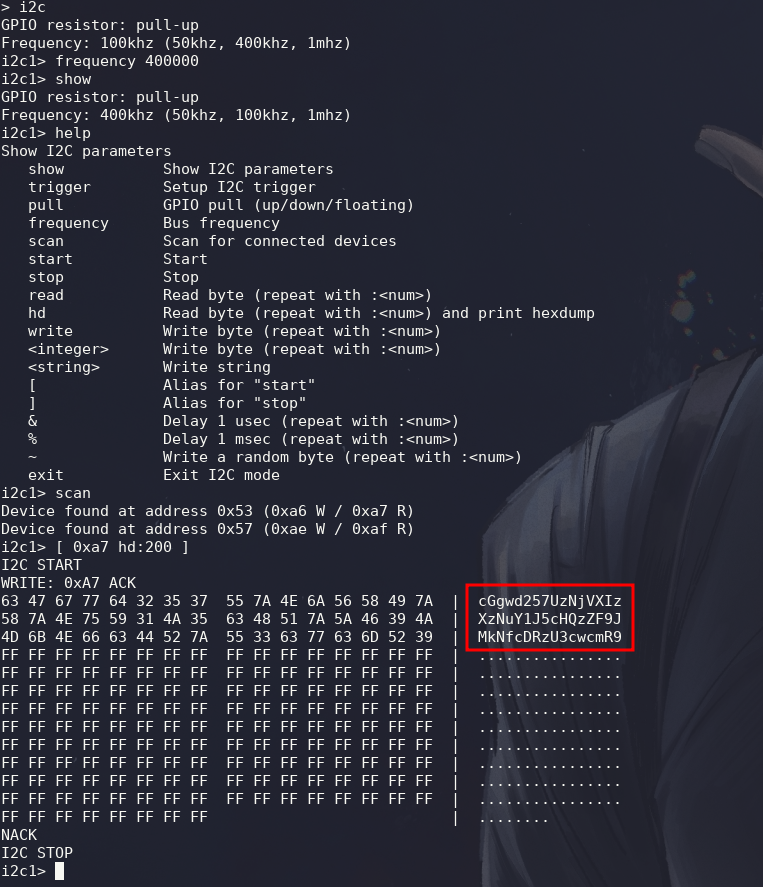 > i2c
GPIO resistor: pull-up
Frequency: 100khz (50khz, 400khz, 1mhz)
i2c1> frequency 400000
i2c1> show
GPIO resistor: pull-up
Frequency: 400khz (50khz, 100khz, 1mhz)
i2c1> help
Show I2C parameters
   show           Show I2C parameters
   trigger        Setup I2C trigger
   pull           GPIO pull (up/down/floating)
   frequency      Bus frequency
   scan           Scan for connected devices
   start          Start
   stop           Stop
   read           Read byte (repeat with :<num>)
   hd             Read byte (repeat with :<num>) and print hexdump
   write          Write byte (repeat with :<num>)
   <integer>      Write byte (repeat with :<num>)
   <string>       Write string
   [              Alias for "start"
   ]              Alias for "stop"
   &              Delay 1 usec (repeat with :<num>)
   %              Delay 1 msec (repeat with :<num>)
   ~              Write a random byte (repeat with :<num>)
   exit           Exit I2C mode
i2c1> scan
Device found at address 0x53 (0xa6 W / 0xa7 R)
Device found at address 0x57 (0xae W / 0xaf R)
i2c1> [ 0xa7 hd:200 ]
I2C START
WRITE: 0xA7 ACK
63 47 67 77 64 32 35 37  55 7A 4E 6A 56 58 49 7A  |  cGgwd257UzNjVXIz
58 7A 4E 75 59 31 4A 35  63 48 51 7A 5A 46 39 4A  |  XzNuY1J5cHQzZF9J
4D 6B 4E 66 63 44 52 7A  55 33 63 77 63 6D 52 39  |  MkNfcDRzU3cwcmR9
FF FF FF FF FF FF FF FF  FF FF FF FF FF FF FF FF  |  ................
FF FF FF FF FF FF FF FF  FF FF FF FF FF FF FF FF  |  ................
FF FF FF FF FF FF FF FF  FF FF FF FF FF FF FF FF  |  ................
FF FF FF FF FF FF FF FF  FF FF FF FF FF FF FF FF  |  ................
FF FF FF FF FF FF FF FF  FF FF FF FF FF FF FF FF  |  ................
FF FF FF FF FF FF FF FF  FF FF FF FF FF FF FF FF  |  ................
FF FF FF FF FF FF FF FF  FF FF FF FF FF FF FF FF  |  ................
FF FF FF FF FF FF FF FF  FF FF FF FF FF FF FF FF  |  ................
FF FF FF FF FF FF FF FF  FF FF FF FF FF FF FF FF  |  ................
FF FF FF FF FF FF FF FF                           |  ........
NACK
I2C STOP
i2c1>